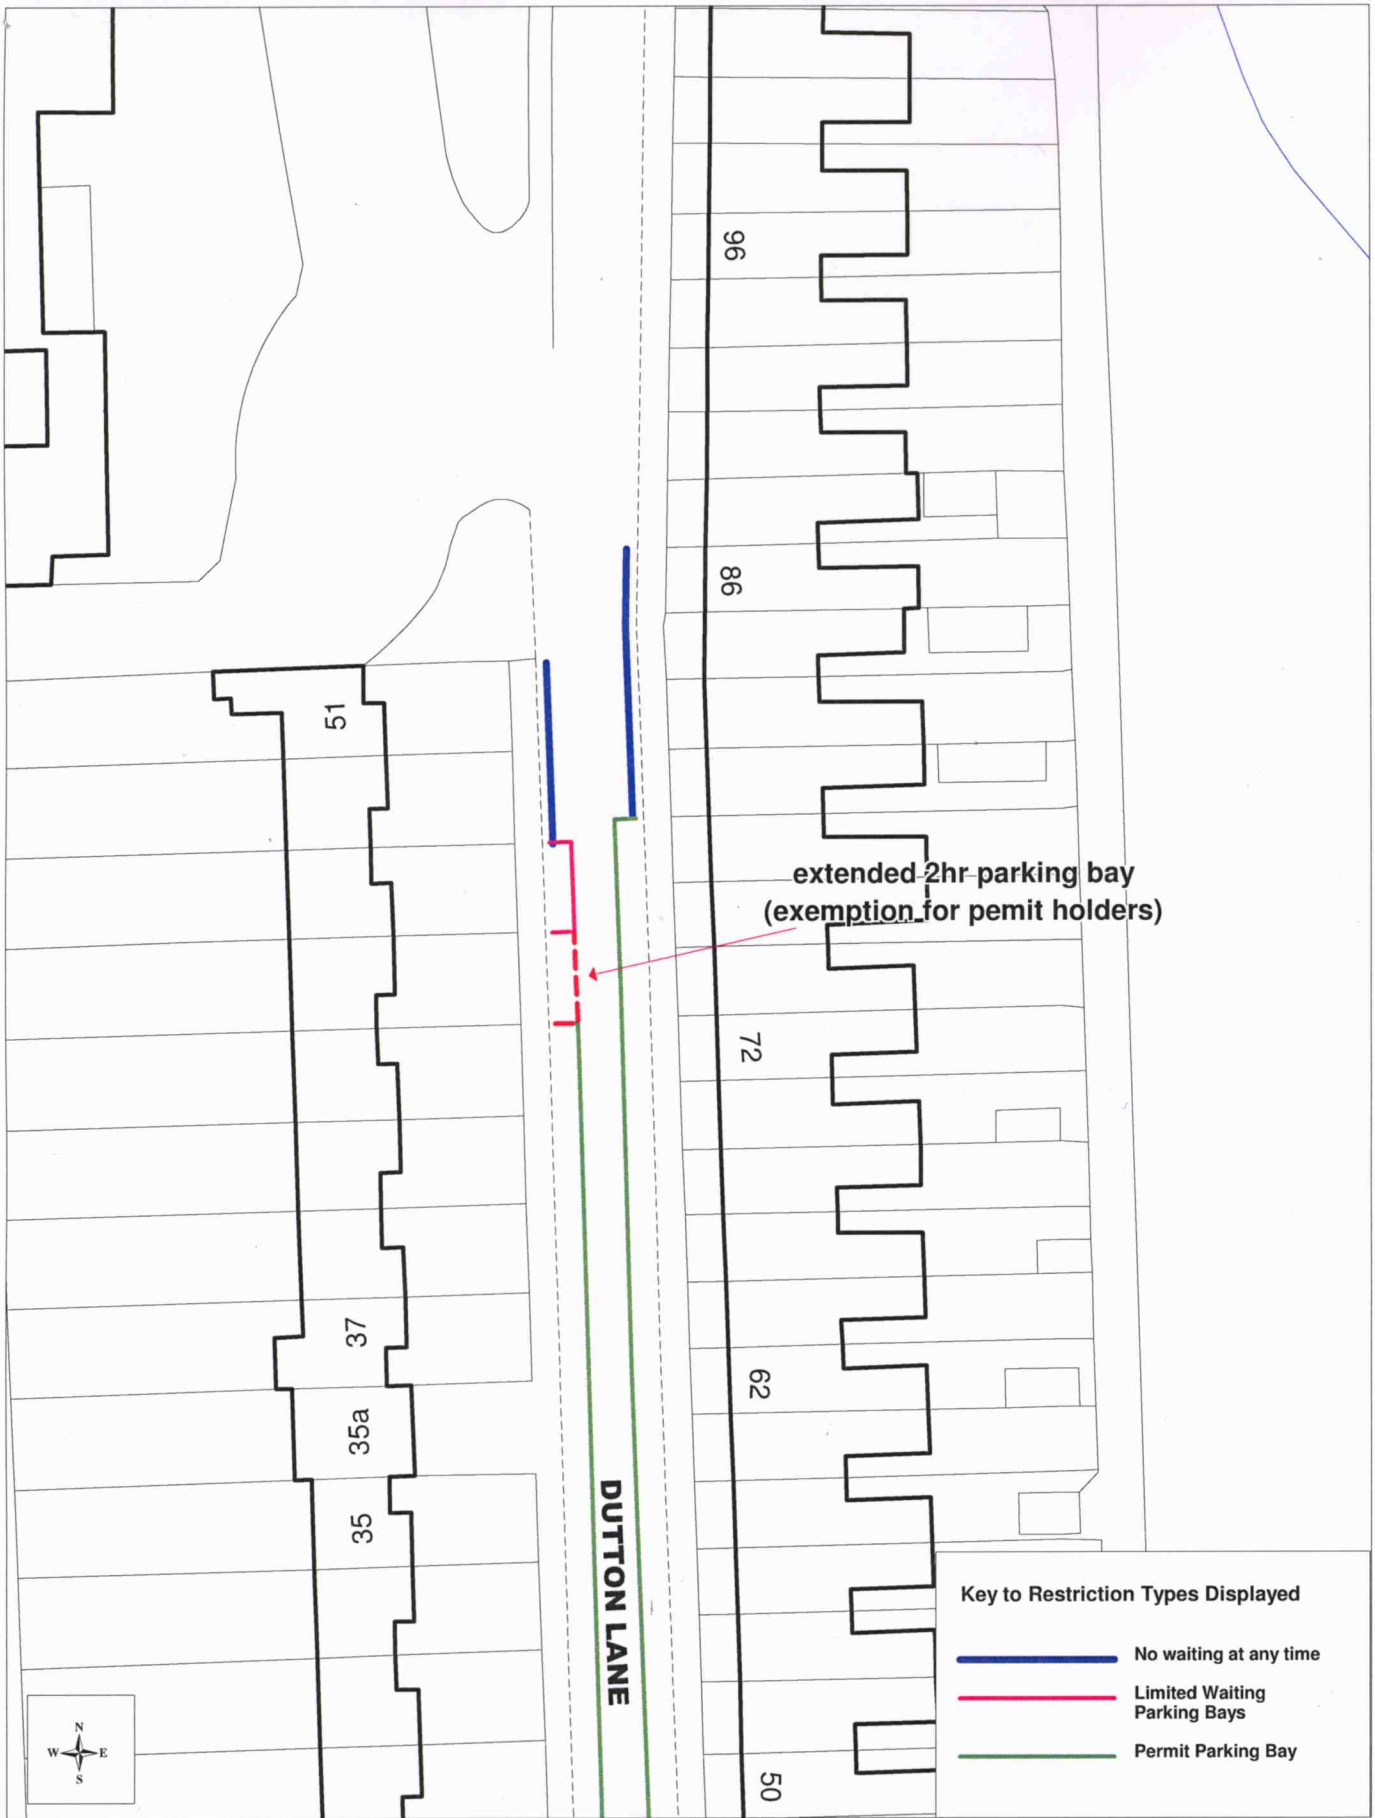 96
86
51
extended 2hr parking bay
(exemption for pemit holders)
72
37
62
35a
35
DUTTON LANE
50
Key to Restriction Types Displayed
No waiting at any time
Limited Waiting
Parking Bays
Permit Parking Bay
N
W E
S